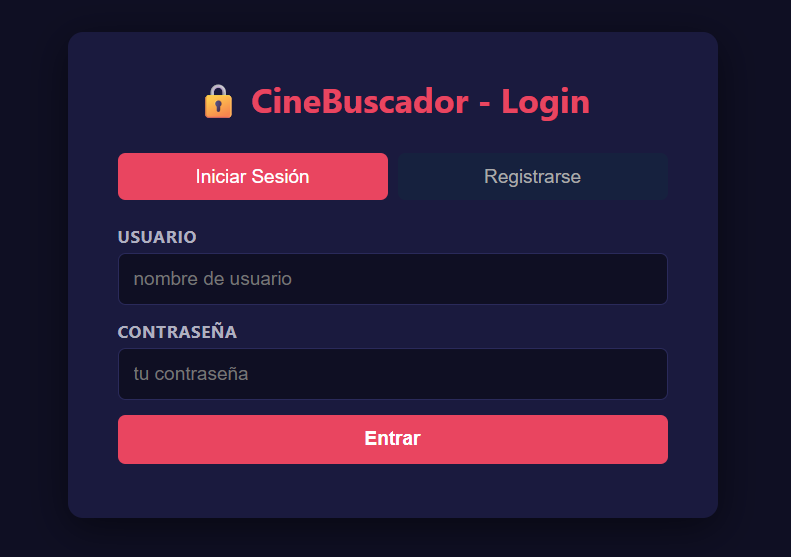 CineBuscador - Login
Iniciar Sesión
Registrarse
USUARIO
nombre de usuario
CONTRASEÑA
tu contraseña
Entrar